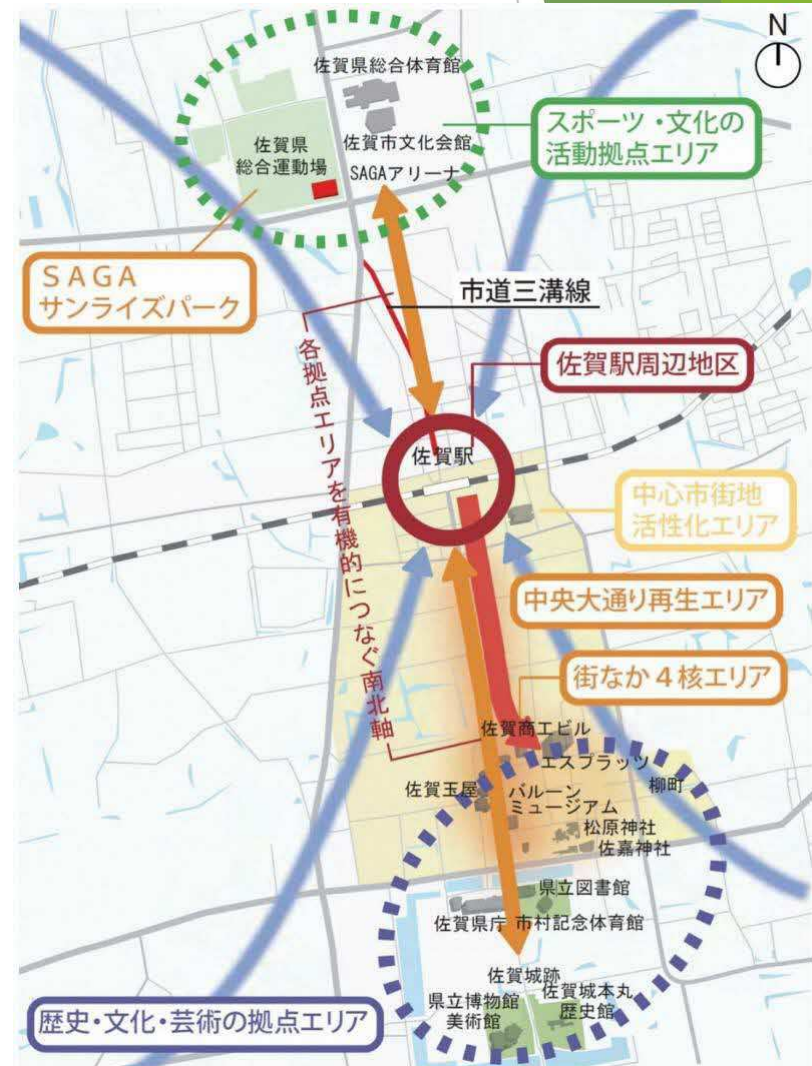 N
佐賀県総合体育館
佐賀市文化会館
SAGAアリーナ
佐賀県
総合運動場
スポーツ・文化の
活動拠点エリア
SAGA
サンライズパーク
市道三溝線
佐賀駅周辺地区
佐賀駅
各拠点エリアを有機的につなぐ南北軸
中心市街地
活性化エリア
中央大通り再生エリア
街なか4核エリア
佐賀商工ビル
エスプラッツ
柳町
佐賀玉屋
バルーン
ミュージアム
松原神社
佐嘉神社
県立図書館
佐賀県庁
市村記念体育館
佐賀城跡
県立博物館
美術館
佐賀城本丸
歴史館
歴史・文化・芸術の拠点エリア